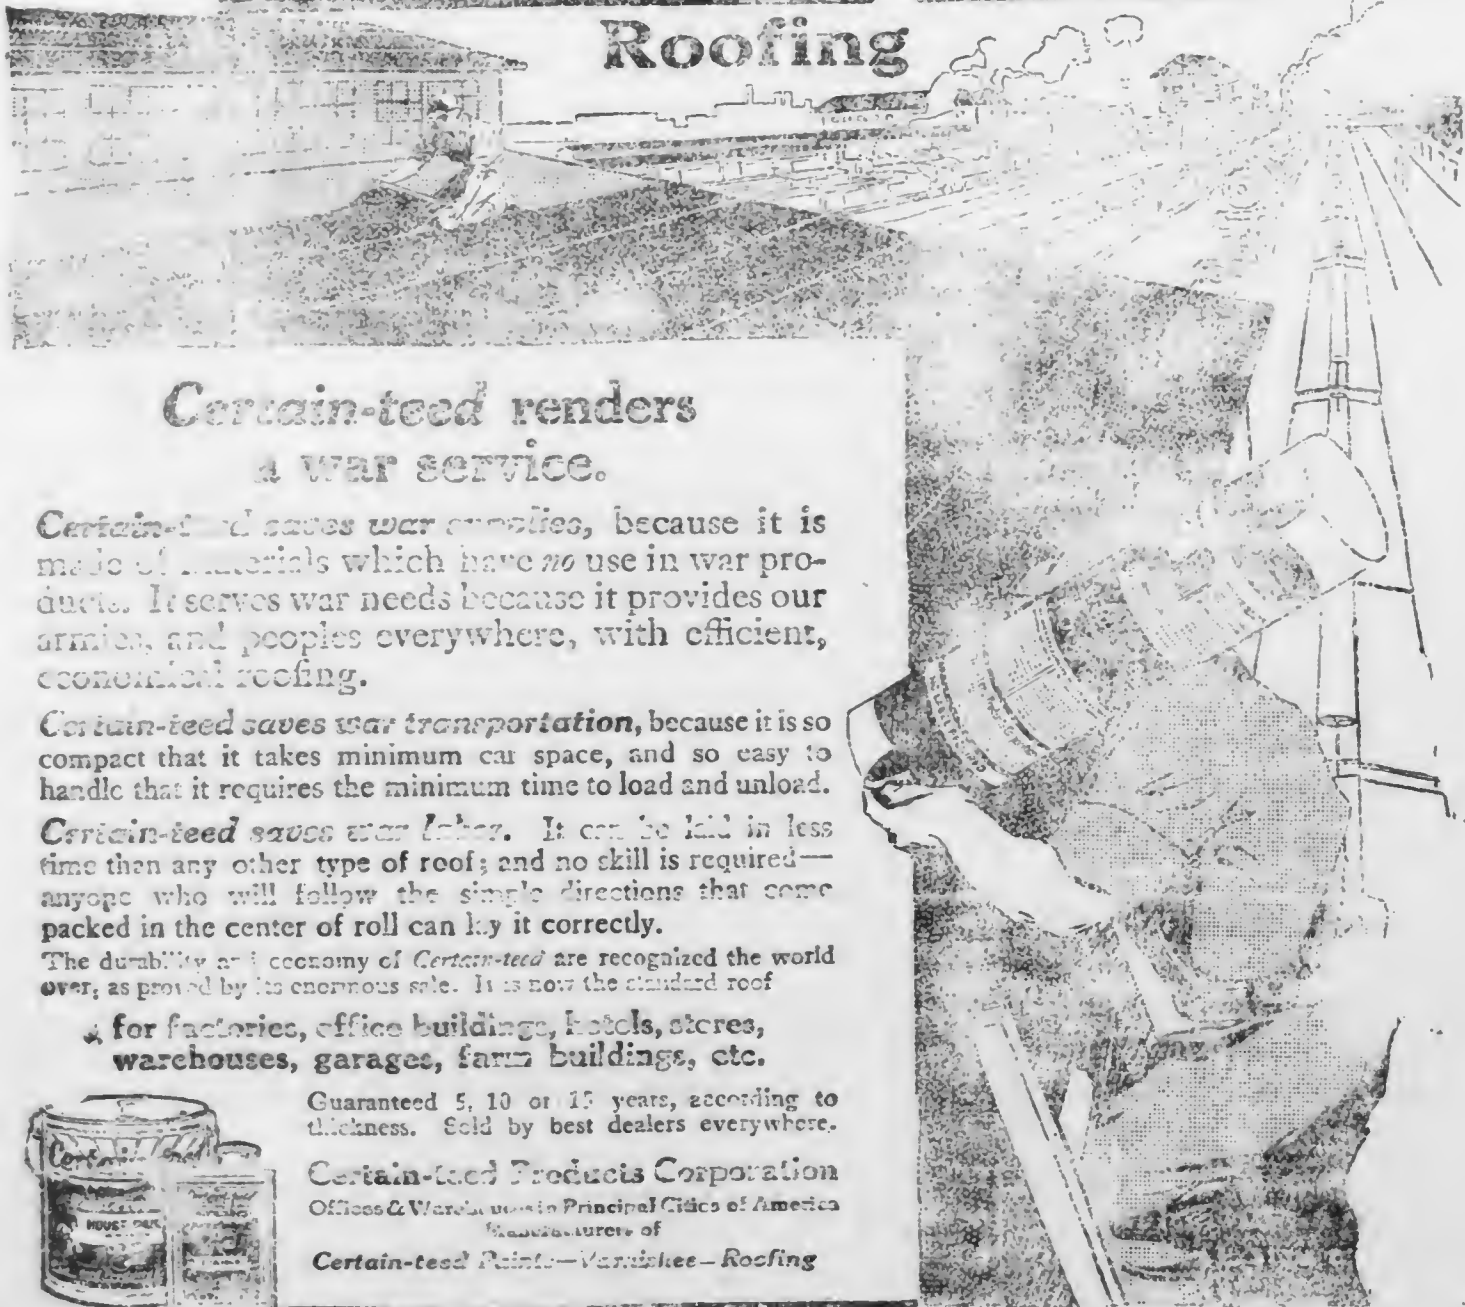 Roofing
Certain-teed renders
a war service.
Certain-teed saves war supplies, because it is
made of materials which have no use in war pro-
ducts. It serves war needs because it provides our
armies, and peoples everywhere, with efficient,
economical roofing.
Certain-teed saves war transportation, because it is so
compact that it takes minimum car space, and so easy to
handle that it requires the minimum time to load and unload.
Certain-teed saves war labor. It can be laid in less
time than any other type of roof; and no skill is required—
anyone who will follow the simple directions that come
packed in the center of roll can lay it correctly.
The durability and economy of Certain-teed are recognized the world
over, as proved by its enormous sale. It is now the standard roof
for factories, office buildings, hotels, stores,
warehouses, garages, farm buildings, etc.
Guaranteed 5, 10 or 15 years, according to
thickness. Sold by best dealers everywhere.
Certain-teed Products Corporation
Offices & Warehouses in Principal Cities of America
Manufacturers of
Certain-teed Paints—Varnishes—Roofing
Certain-teed
HOUSE PAINT